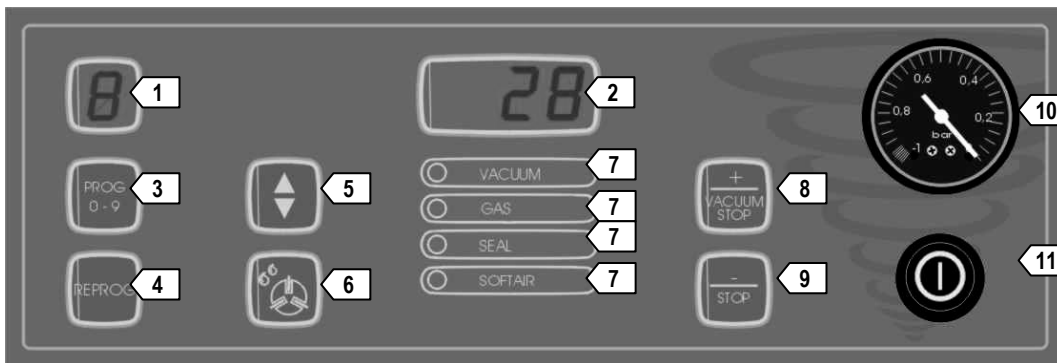 8
1
28
2
PROG
0 - 9
3
5
VACUUM
7
GAS
7
SEAL
7
SOFTAIR
7
+
VACUUM
STOP
8
0,6
0,4
0,8
0,2
bar
-1
10
REPROG
4
6
-
STOP
9
11